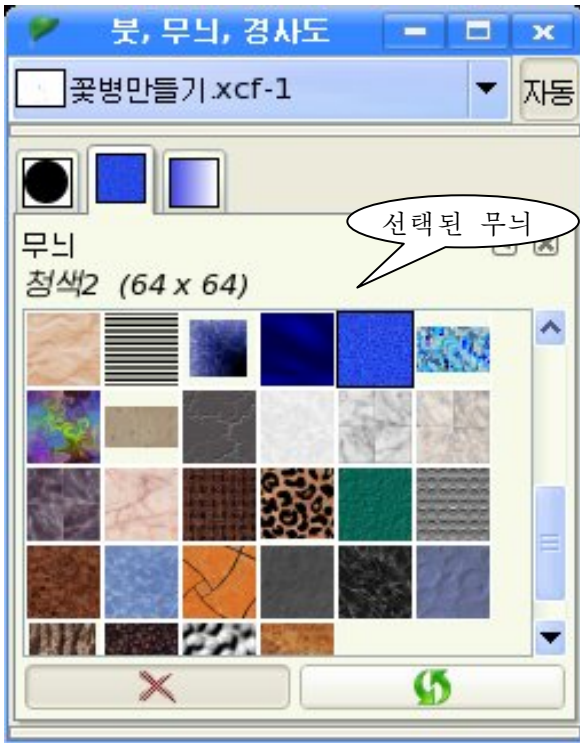 붓, 무늬, 경사도
꽃병만들기.xcf-1
자동
선택된 무늬
무늬
청색2 (64 x 64)